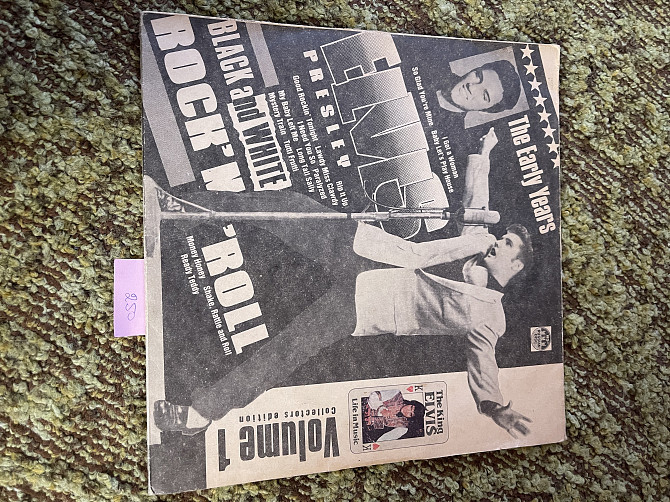 The Early Years
I Got a Woman
So Glad You're Mine, Baby Let's Play House
ELVIS
PRESLEY
Rip It Up
Good Rockin' Tonight Lawdy Miss Clawdy
I Need You So Paralyzed
My Baby Left Me Long Tall Sally
Mystery Train Tutti Frutti
BLACK and WHITE
ROCK'N'ROLL
Money Honey Shake, Rattle and Roll
Ready Teddy
K
The King
ELVIS
Life in Music
K
Volume 1
Collectors edition
250